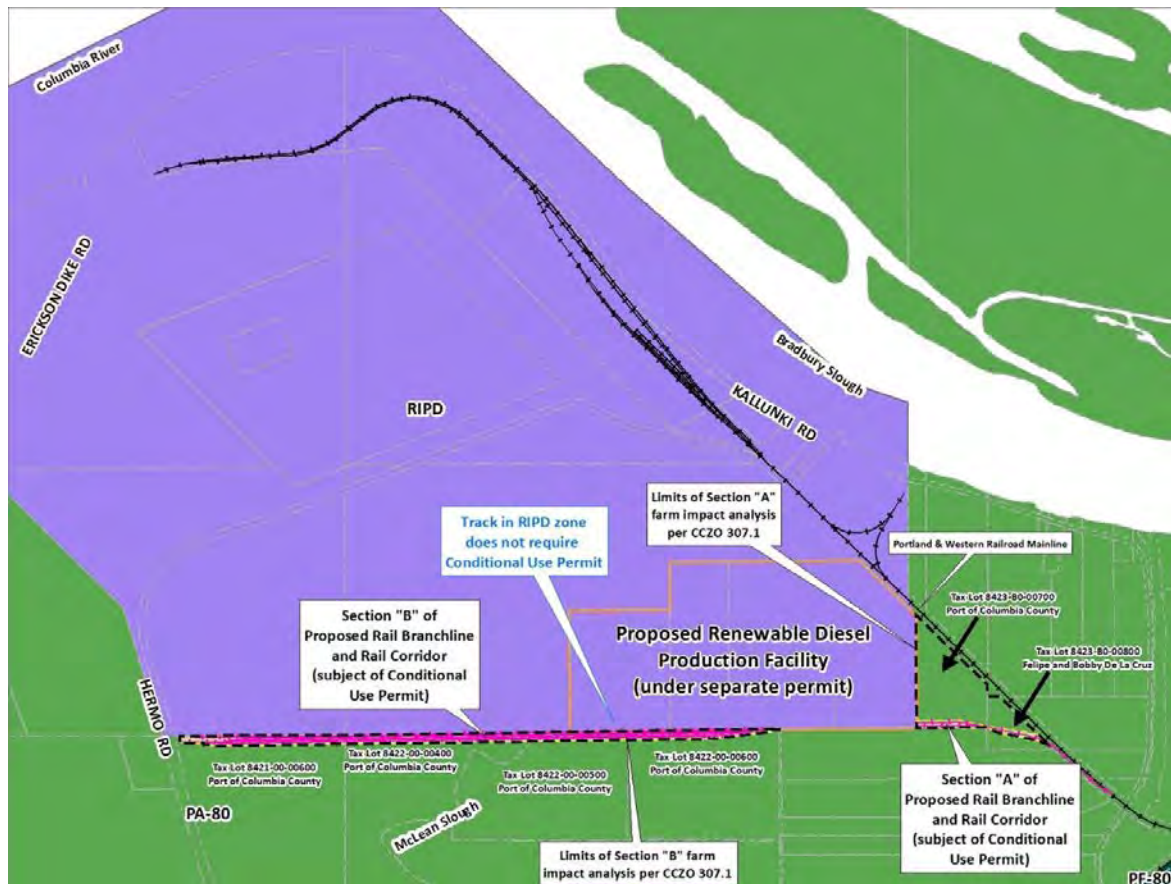 Columbia River
ERICKSON DIKE RD
Bradbury Slough
KALLUNKI RD
RIPD
Limits of Section "A"
farm impact analysis
per CCZO 307.1
Track in RIPD zone
does not require
Conditional Use Permit
Portland & Western Railroad Mainline
Tax Lot 8423-B0-00700
Port of Columbia County
Section "B" of
Proposed Rail Branchline
and Rail Corridor
(subject of Conditional
Use Permit)
Proposed Renewable Diesel
Production Facility
(under separate permit)
Tax Lot 8423-B0-00800
Felipe and Bobby De La Cruz
HERMO RD
Tax Lot 8421-00-00600
Port of Columbia County
Tax Lot 8422-00-00400
Port of Columbia County
Tax Lot 8422-00-00500
Port of Columbia County
Tax Lot 8422-00-00600
Port of Columbia County
PA-80
McLean Slough
Limits of Section "B" farm
impact analysis per CCZO 307.1
Section "A" of
Proposed Rail Branchline
and Rail Corridor
(subject of Conditional
Use Permit)
PF-80